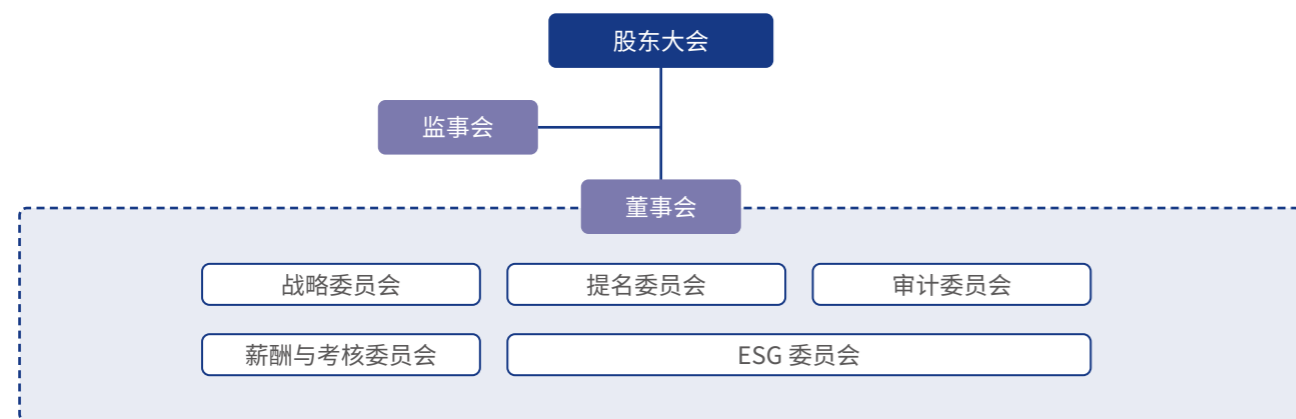 股东大会
监事会
董事会
战略委员会
提名委员会
审计委员会
薪酬与考核委员会
ESG 委员会